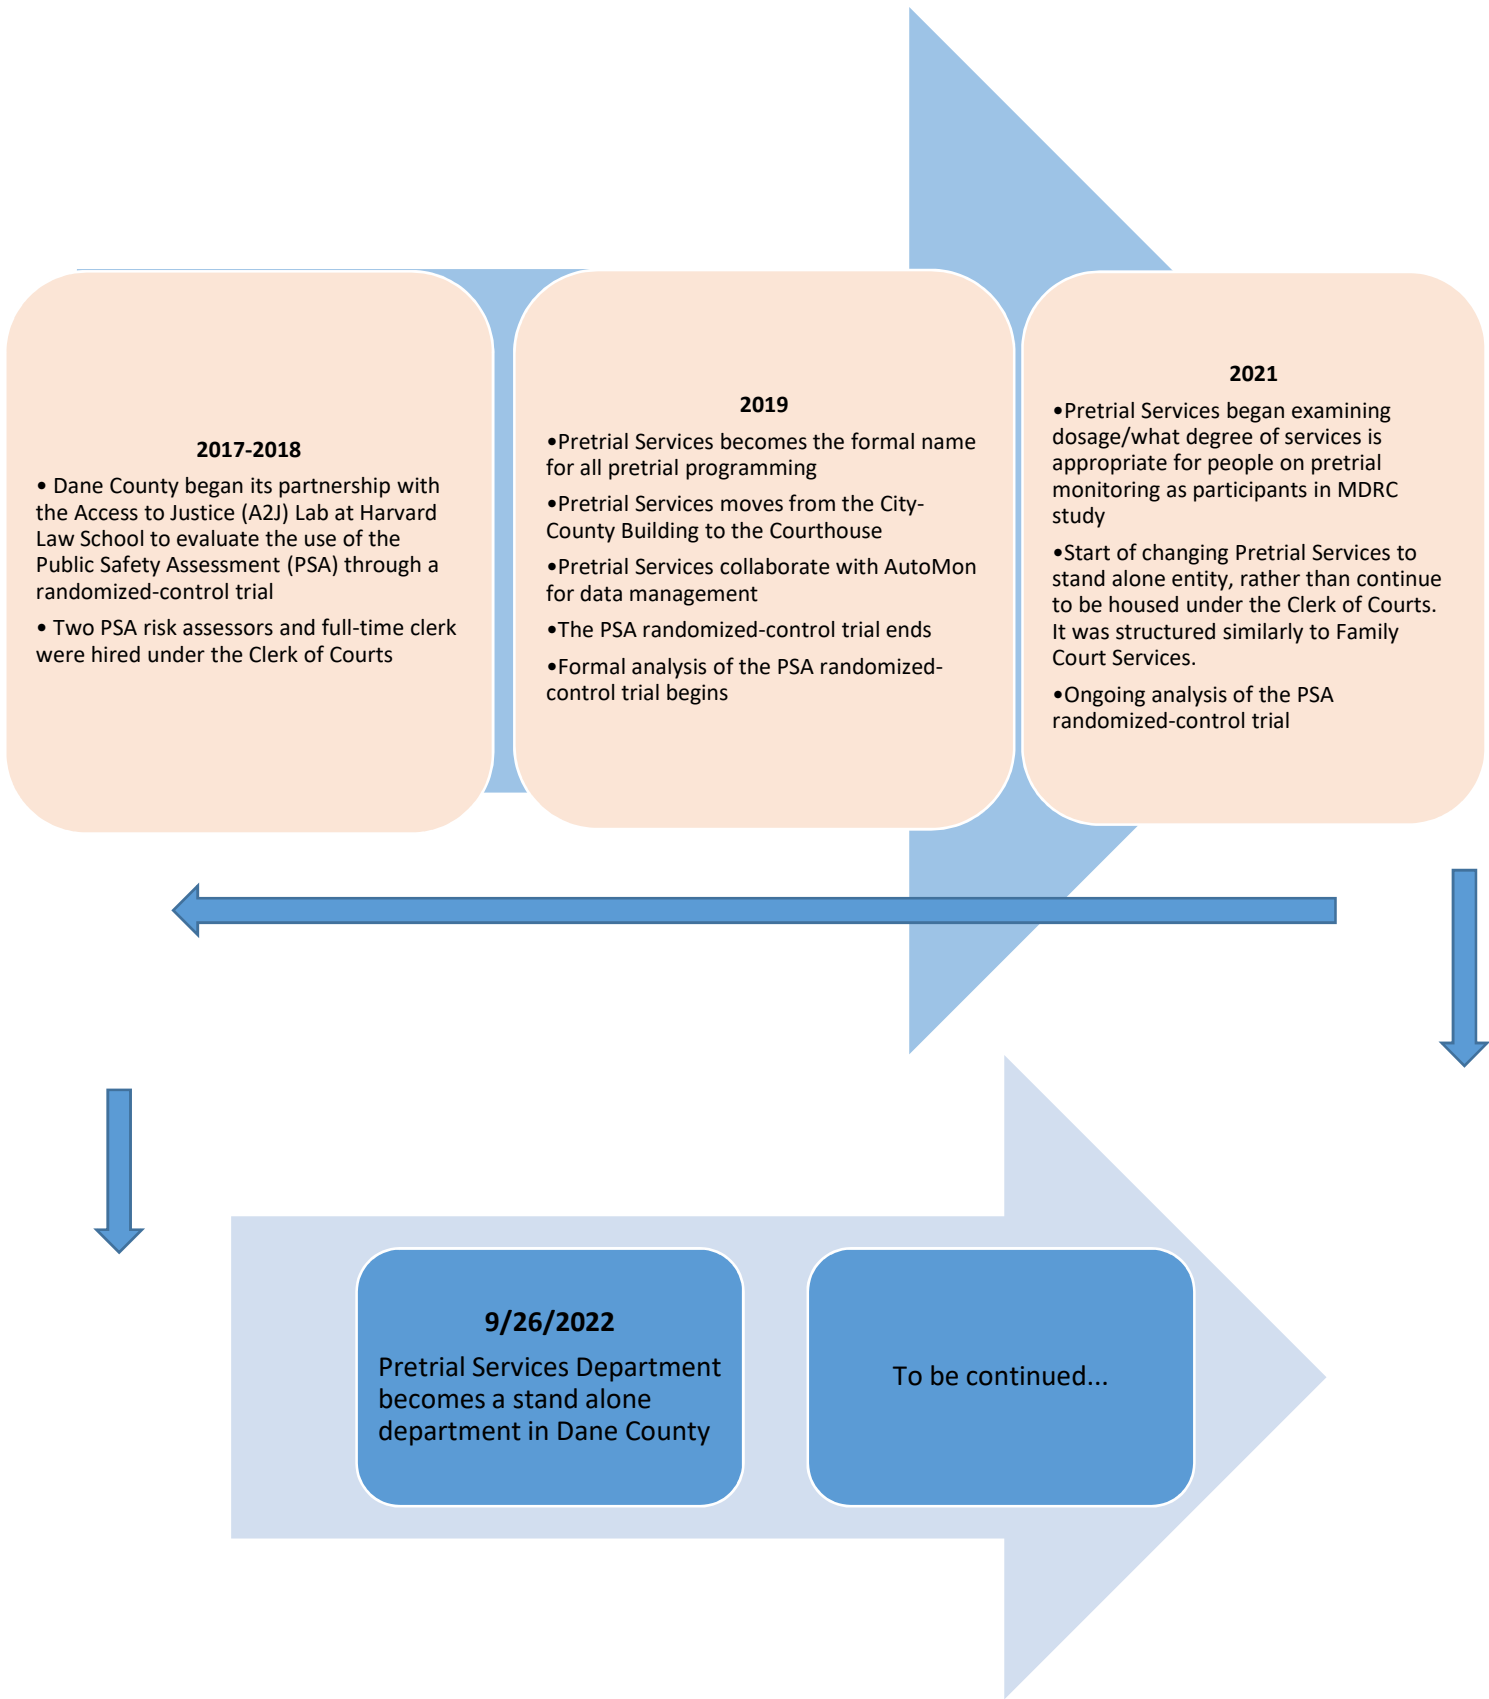 2017-2018
• Dane County began its partnership with
the Access to Justice (A2J) Lab at Harvard
Law School to evaluate the use of the
Public Safety Assessment (PSA) through a
randomized-control trial
• Two PSA risk assessors and full-time clerk
were hired under the Clerk of Courts
2019
•Pretrial Services becomes the formal name
for all pretrial programming
•Pretrial Services moves from the City-
County Building to the Courthouse
•Pretrial Services collaborate with AutoMon
for data management
•The PSA randomized-control trial ends
•Formal analysis of the PSA randomized-
control trial begins
2021
•Pretrial Services began examining
dosage/what degree of services is
appropriate for people on pretrial
monitoring as participants in MDRC
study
•Start of changing Pretrial Services to
stand alone entity, rather than continue
to be housed under the Clerk of Courts.
It was structured similarly to Family
Court Services.
•Ongoing analysis of the PSA
randomized-control trial
9/26/2022
Pretrial Services Department
becomes a stand alone
department in Dane County
To be continued...